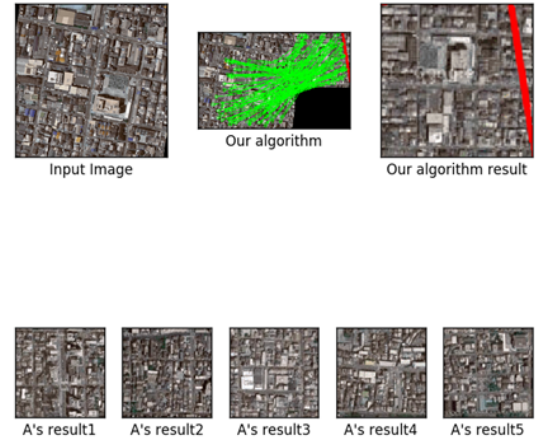 Input Image
Our algorithm
Our algorithm result
A's result1
A's result2
A's result3
A's result4
A's result5